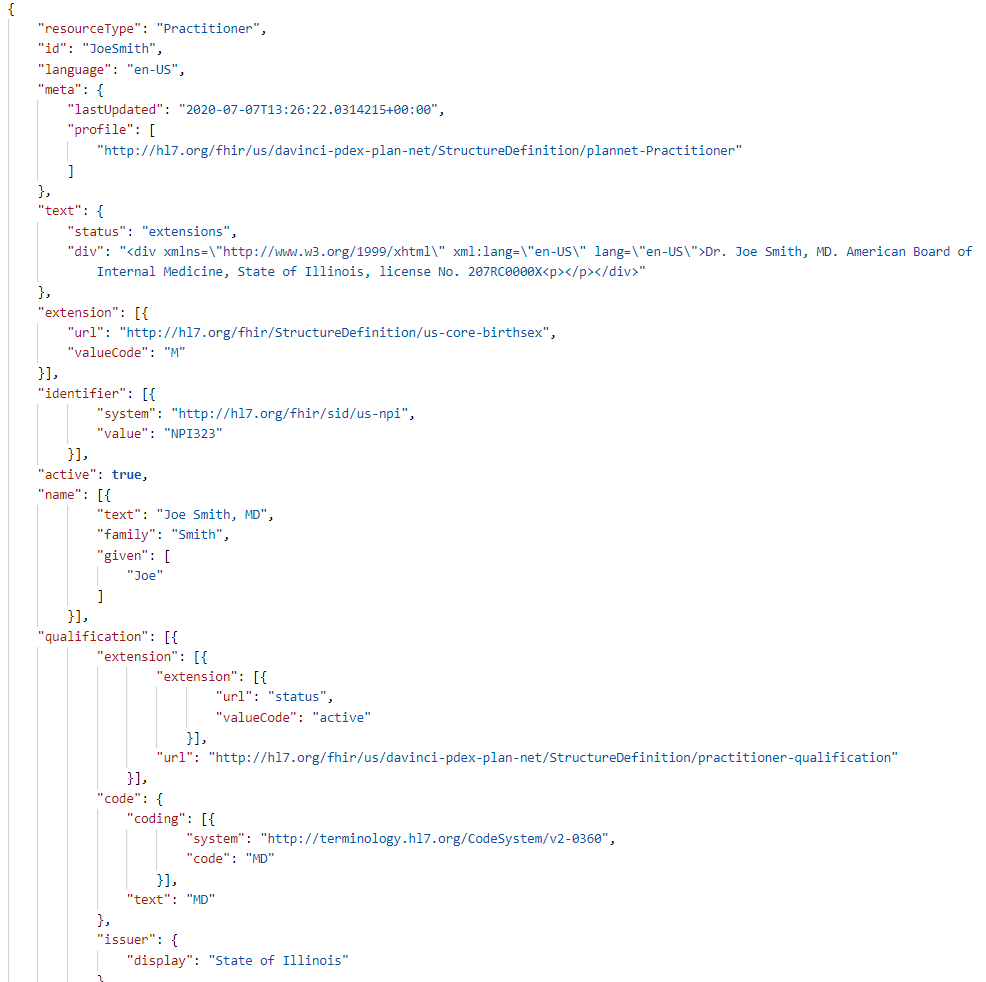 {
    "resourceType": "Practitioner",
    "id": "JoeSmith",
    "language": "en-US",
    "meta": {
        "lastUpdated": "2020-07-07T13:26:22.0314215+00:00",
        "profile": [
            "http://hl7.org/fhir/us/davinci-pdex-plan-net/StructureDefinition/plannet-Practitioner"
        ]
    },
    "text": {
        "status": "extensions",
        "div": "<div xmlns=\"http://www.w3.org/1999/xhtml\" xml:lang=\"en-US\" lang=\"en-US\">Dr. Joe Smith, MD. American Board of
            Internal Medicine, State of Illinois, license No. 207RC0000X<p></p></div>"
    },
    "extension": [{
        "url": "http://hl7.org/fhir/StructureDefinition/us-core-birthsex",
        "valueCode": "M"
    }],
    "identifier": [{
            "system": "http://hl7.org/fhir/sid/us-npi",
            "value": "NPI323"
        }],
    "active": true,
    "name": [{
            "text": "Joe Smith, MD",
            "family": "Smith",
            "given": [
                "Joe"
            ]
        }],
    "qualification": [{
            "extension": [{
                    "extension": [{
                            "url": "status",
                            "valueCode": "active"
                        }],
                    "url": "http://hl7.org/fhir/us/davinci-pdex-plan-net/StructureDefinition/practitioner-qualification"
                }],
            "code": {
                "coding": [{
                        "system": "http://terminology.hl7.org/CodeSystem/v2-0360",
                        "code": "MD"
                    }],
                "text": "MD"
            },
            "issuer": {
                "display": "State of Illinois"
            }